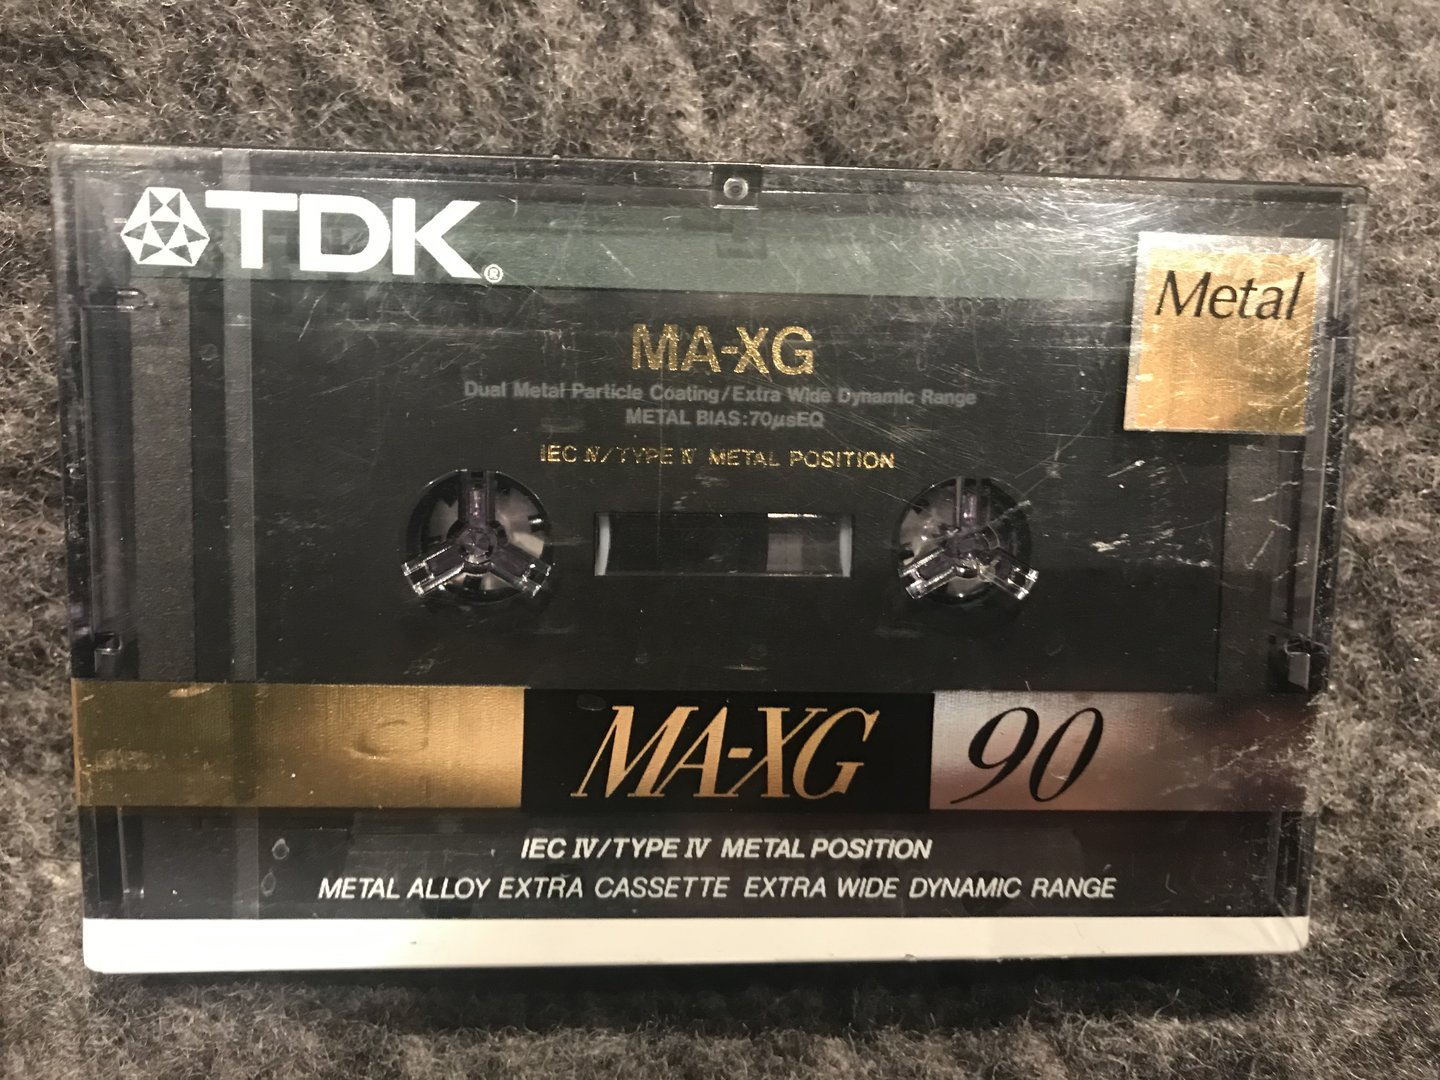 TDK®
Metal
MA-XG
Dual Metal Particle Coating/Extra Wide Dynamic Range
METAL BIAS:70μsEQ
IEC IV/TYPE IV METAL POSITION
MA-XG 90
IEC IV/TYPE IV METAL POSITION
METAL ALLOY EXTRA CASSETTE EXTRA WIDE DYNAMIC RANGE